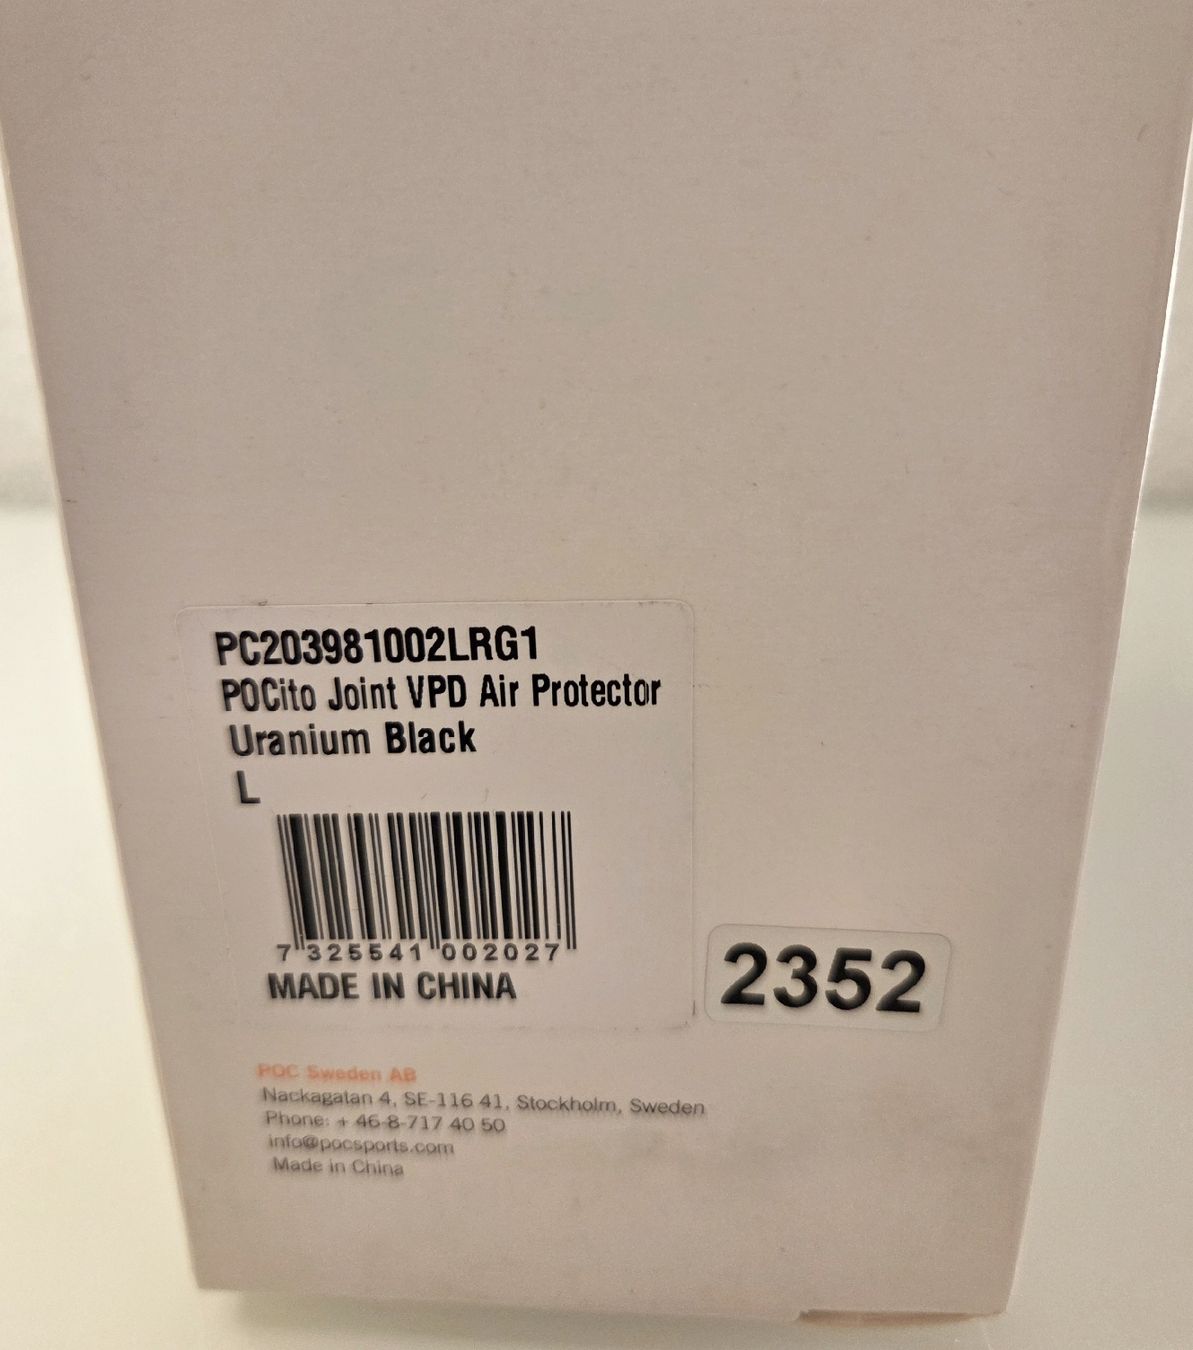 PC203981002LRG1
POCito Joint VPD Air Protector
Uranium Black
L
7 325541 002027
MADE IN CHINA
2352
POC Sweden AB
Nackagatan 4, SE-116 41, Stockholm, Sweden
Phone: + 46-8-717 40 50
info@pocsports.com
Made in China